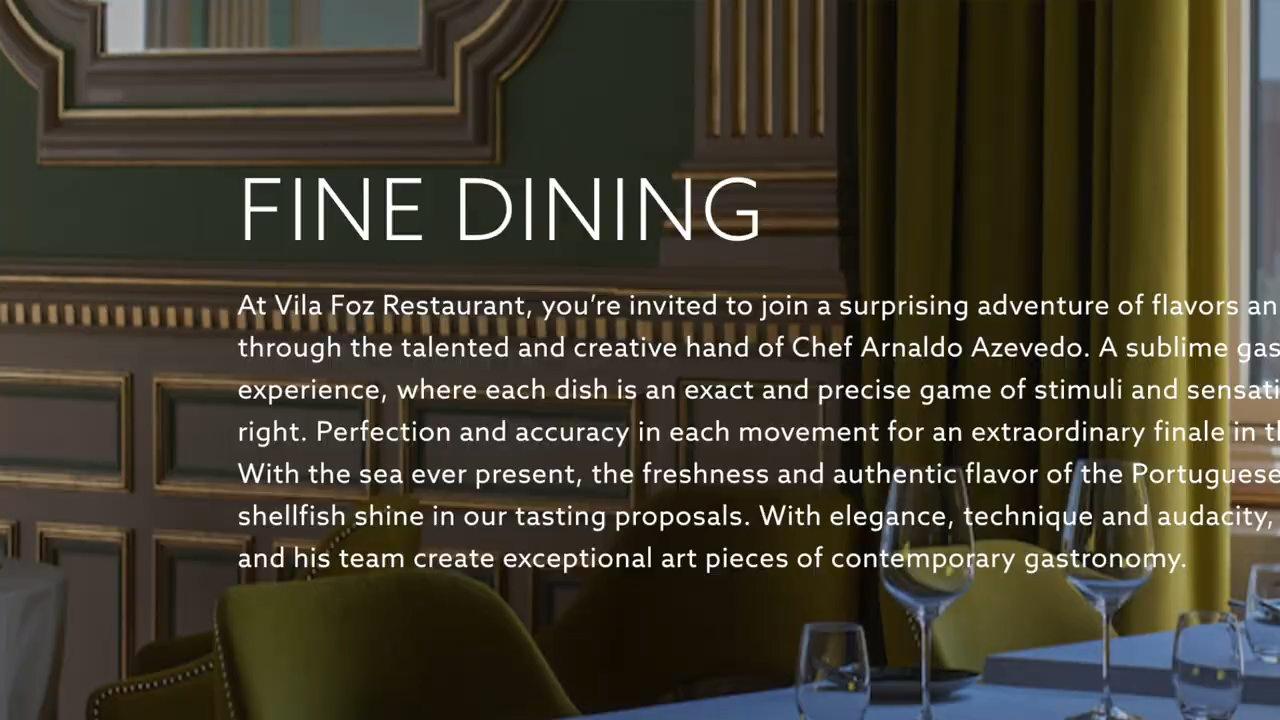 FINE DINING
At Vila Foz Restaurant, you're invited to join a surprising adventure of flavors
through the talented and creative hand of Chef Arnaldo Azevedo. A sublime
experience, where each dish is an exact and precise game of stimuli and
right. Perfection and accuracy in each movement for an extraordinary finale in
With the sea ever present, the freshness and authentic flavor of the Portuguese
shellfish shine in our tasting proposals. With elegance, technique and audacity,
and his team create exceptional art pieces of contemporary gastronomy.